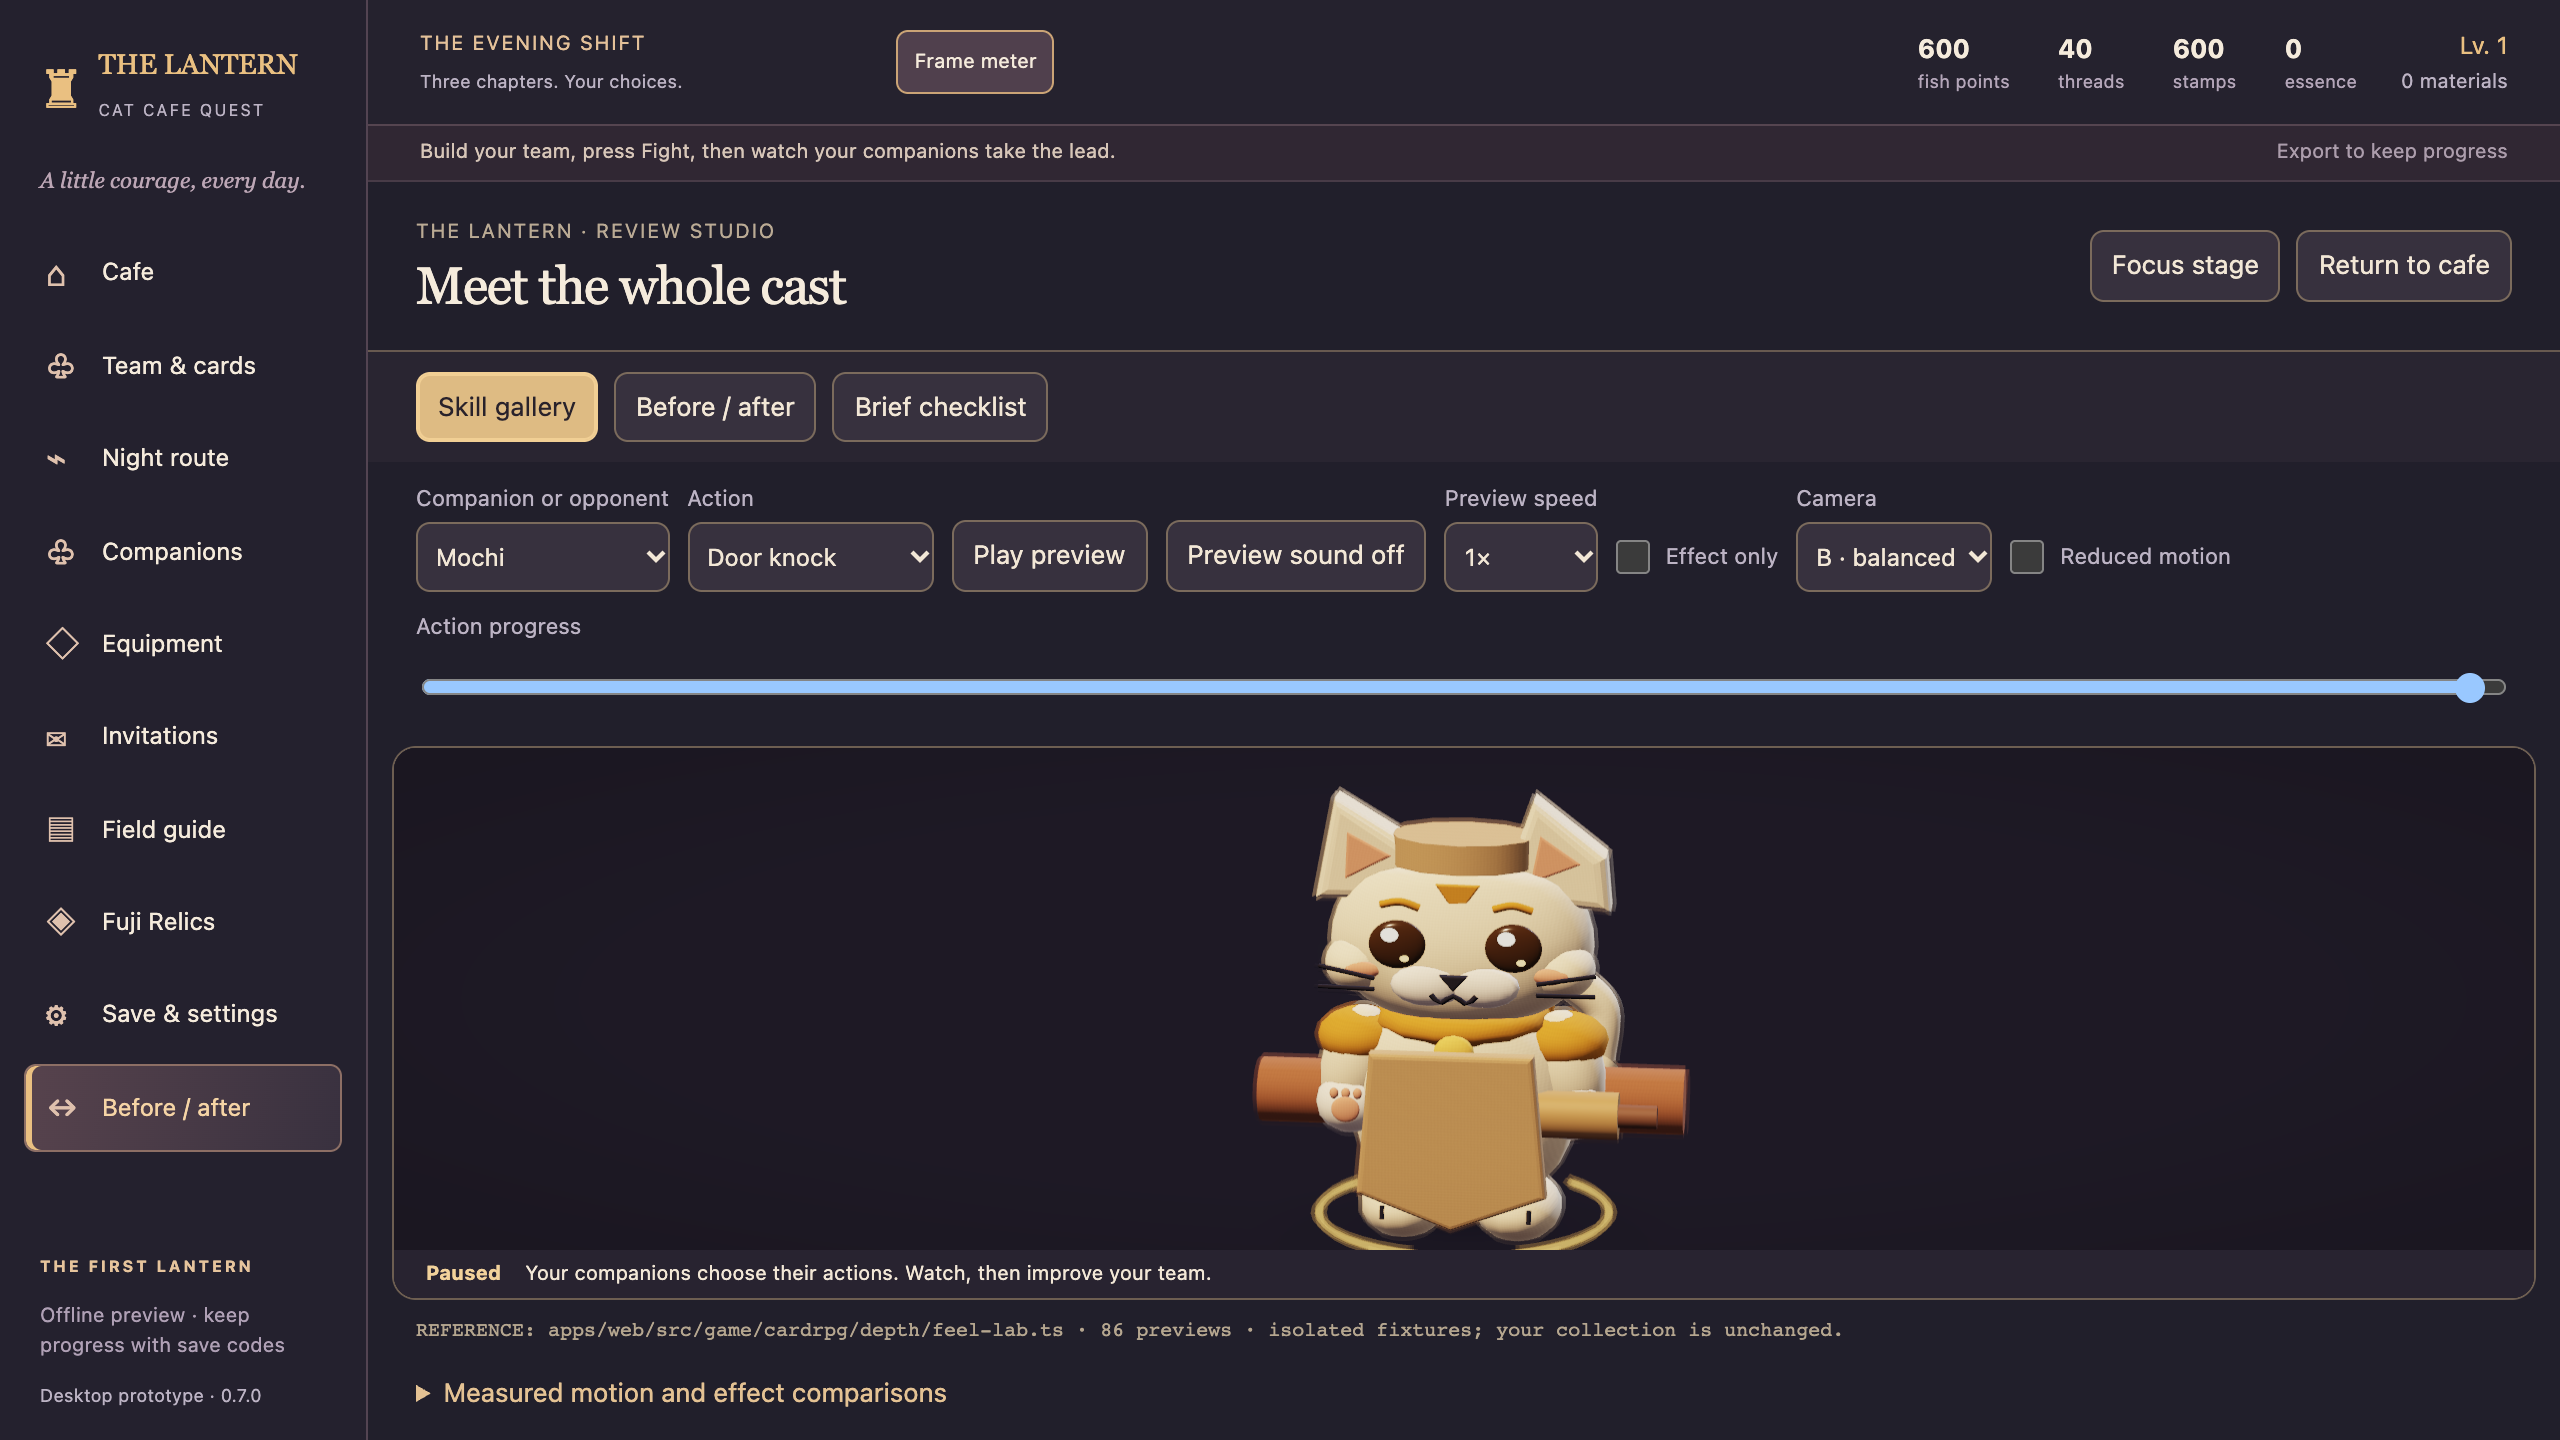 THE LANTERN
CAT CAFE QUEST
A little courage, every day.
Cafe
Team & cards
Night route
Companions
Equipment
Invitations
Field guide
Fuji Relics
Save & settings
Before / after
THE FIRST LANTERN
Offline preview · keep
progress with save codes
Desktop prototype · 0.7.0
THE EVENING SHIFT
Three chapters. Your choices.
Frame meter
600
fish points
40
threads
600
stamps
0
essence
Lv. 1
0 materials
Build your team, press Fight, then watch your companions take the lead.
Export to keep progress
THE LANTERN · REVIEW STUDIO
Meet the whole cast
Focus stage
Return to cafe
Skill gallery
Before / after
Brief checklist
Companion or opponent
Mochi
Action
Door knock
Play preview
Preview sound off
Preview speed
1×
Effect only
Camera
B · balanced
Reduced motion
Action progress
Paused Your companions choose their actions. Watch, then improve your team.
REFERENCE: apps/web/src/game/cardrpg/depth/feel-lab.ts · 86 previews · isolated fixtures; your collection is unchanged.
Measured motion and effect comparisons